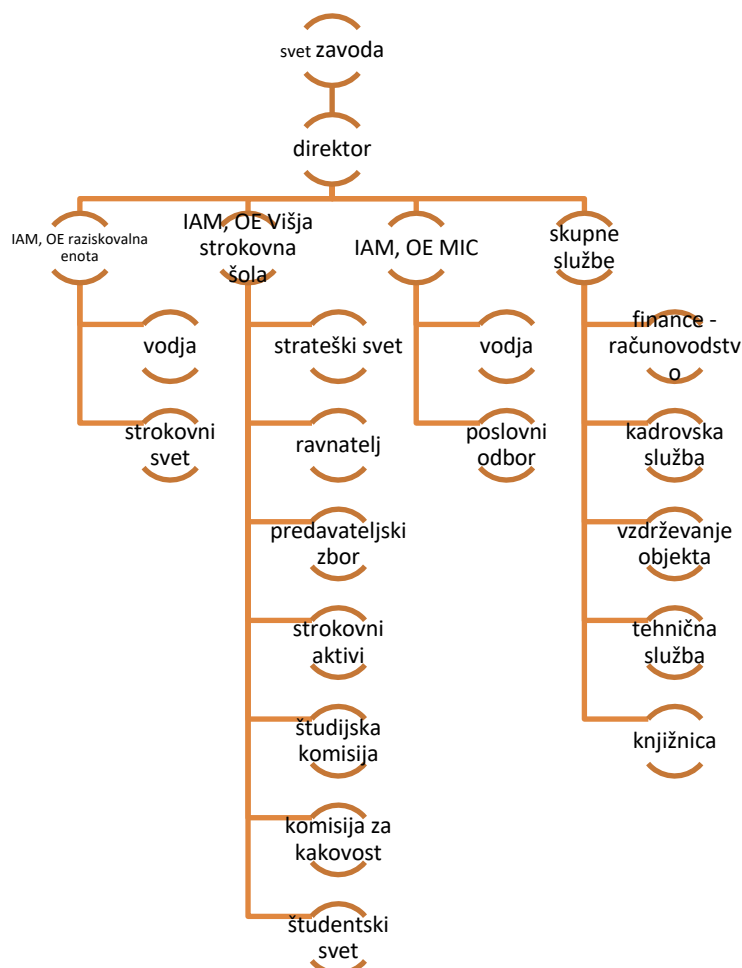 svet zavoda
direktor
IAM, OE raziskovalna
enota
vodja
strokovni
svet
IAM, OE Višja
strokovna
šola
strateški svet
ravnatelj
predavateljski
zbor
strokovni
aktivi
študijska
komisija
komisija za
kakovost
študentski
svet
IAM, OE MIC
vodja
poslovni
odbor
skupne
službe
finance -
računovodstv
o
kadrovska
služba
vzdrževanje
objekta
tehnična
služba
knjižnica